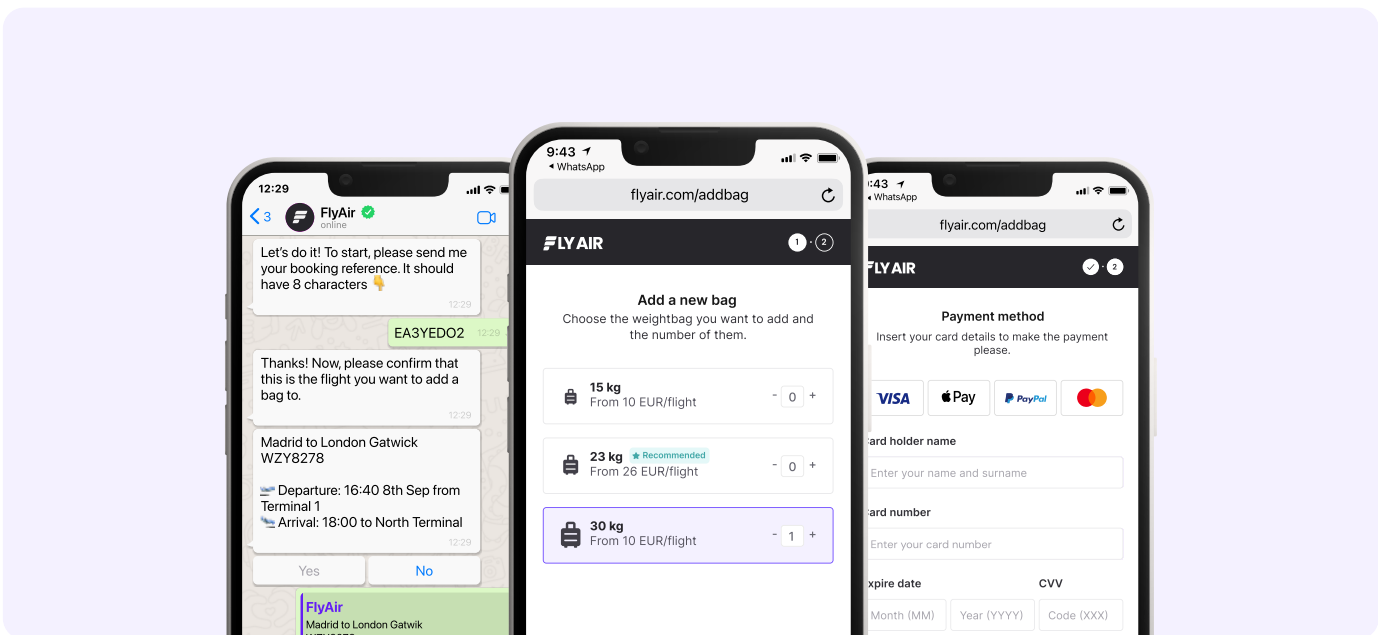 12:29
3
FlyAir
online
Let's do it! To start, please send me
your booking reference. It should
have 8 characters 👇
12:29
EA3YEDO2 12:29
Thanks! Now, please confirm that
this is the flight you want to add a
bag to.
12:29
Madrid to London Gatwick
WZY8278
🛫 Departure: 16:40 8th Sep from
Terminal 1
🛬 Arrival: 18:00 to North Terminal
12:29
Yes No
FlyAir
Madrid to London Gatwik
9:43
WhatsApp
flyair.com/addbag
FLY AIR 1 · 2
Add a new bag
Choose the weightbag you want to add and
the number of them.
15 kg
From 10 EUR/flight - 0 +
23 kg Recommended
From 26 EUR/flight - 0 +
30 kg
From 10 EUR/flight - 1 +
:43
WhatsApp
flyair.com/addbag
FLY AIR ✓ · 2
Payment method
Insert your card details to make the payment
please.
VISA Pay PayPal
ard holder name
Enter your name and surname
ard number
Enter your card number
xpire date CVV
Month (MM) Year (YYYY) Code (XXX)